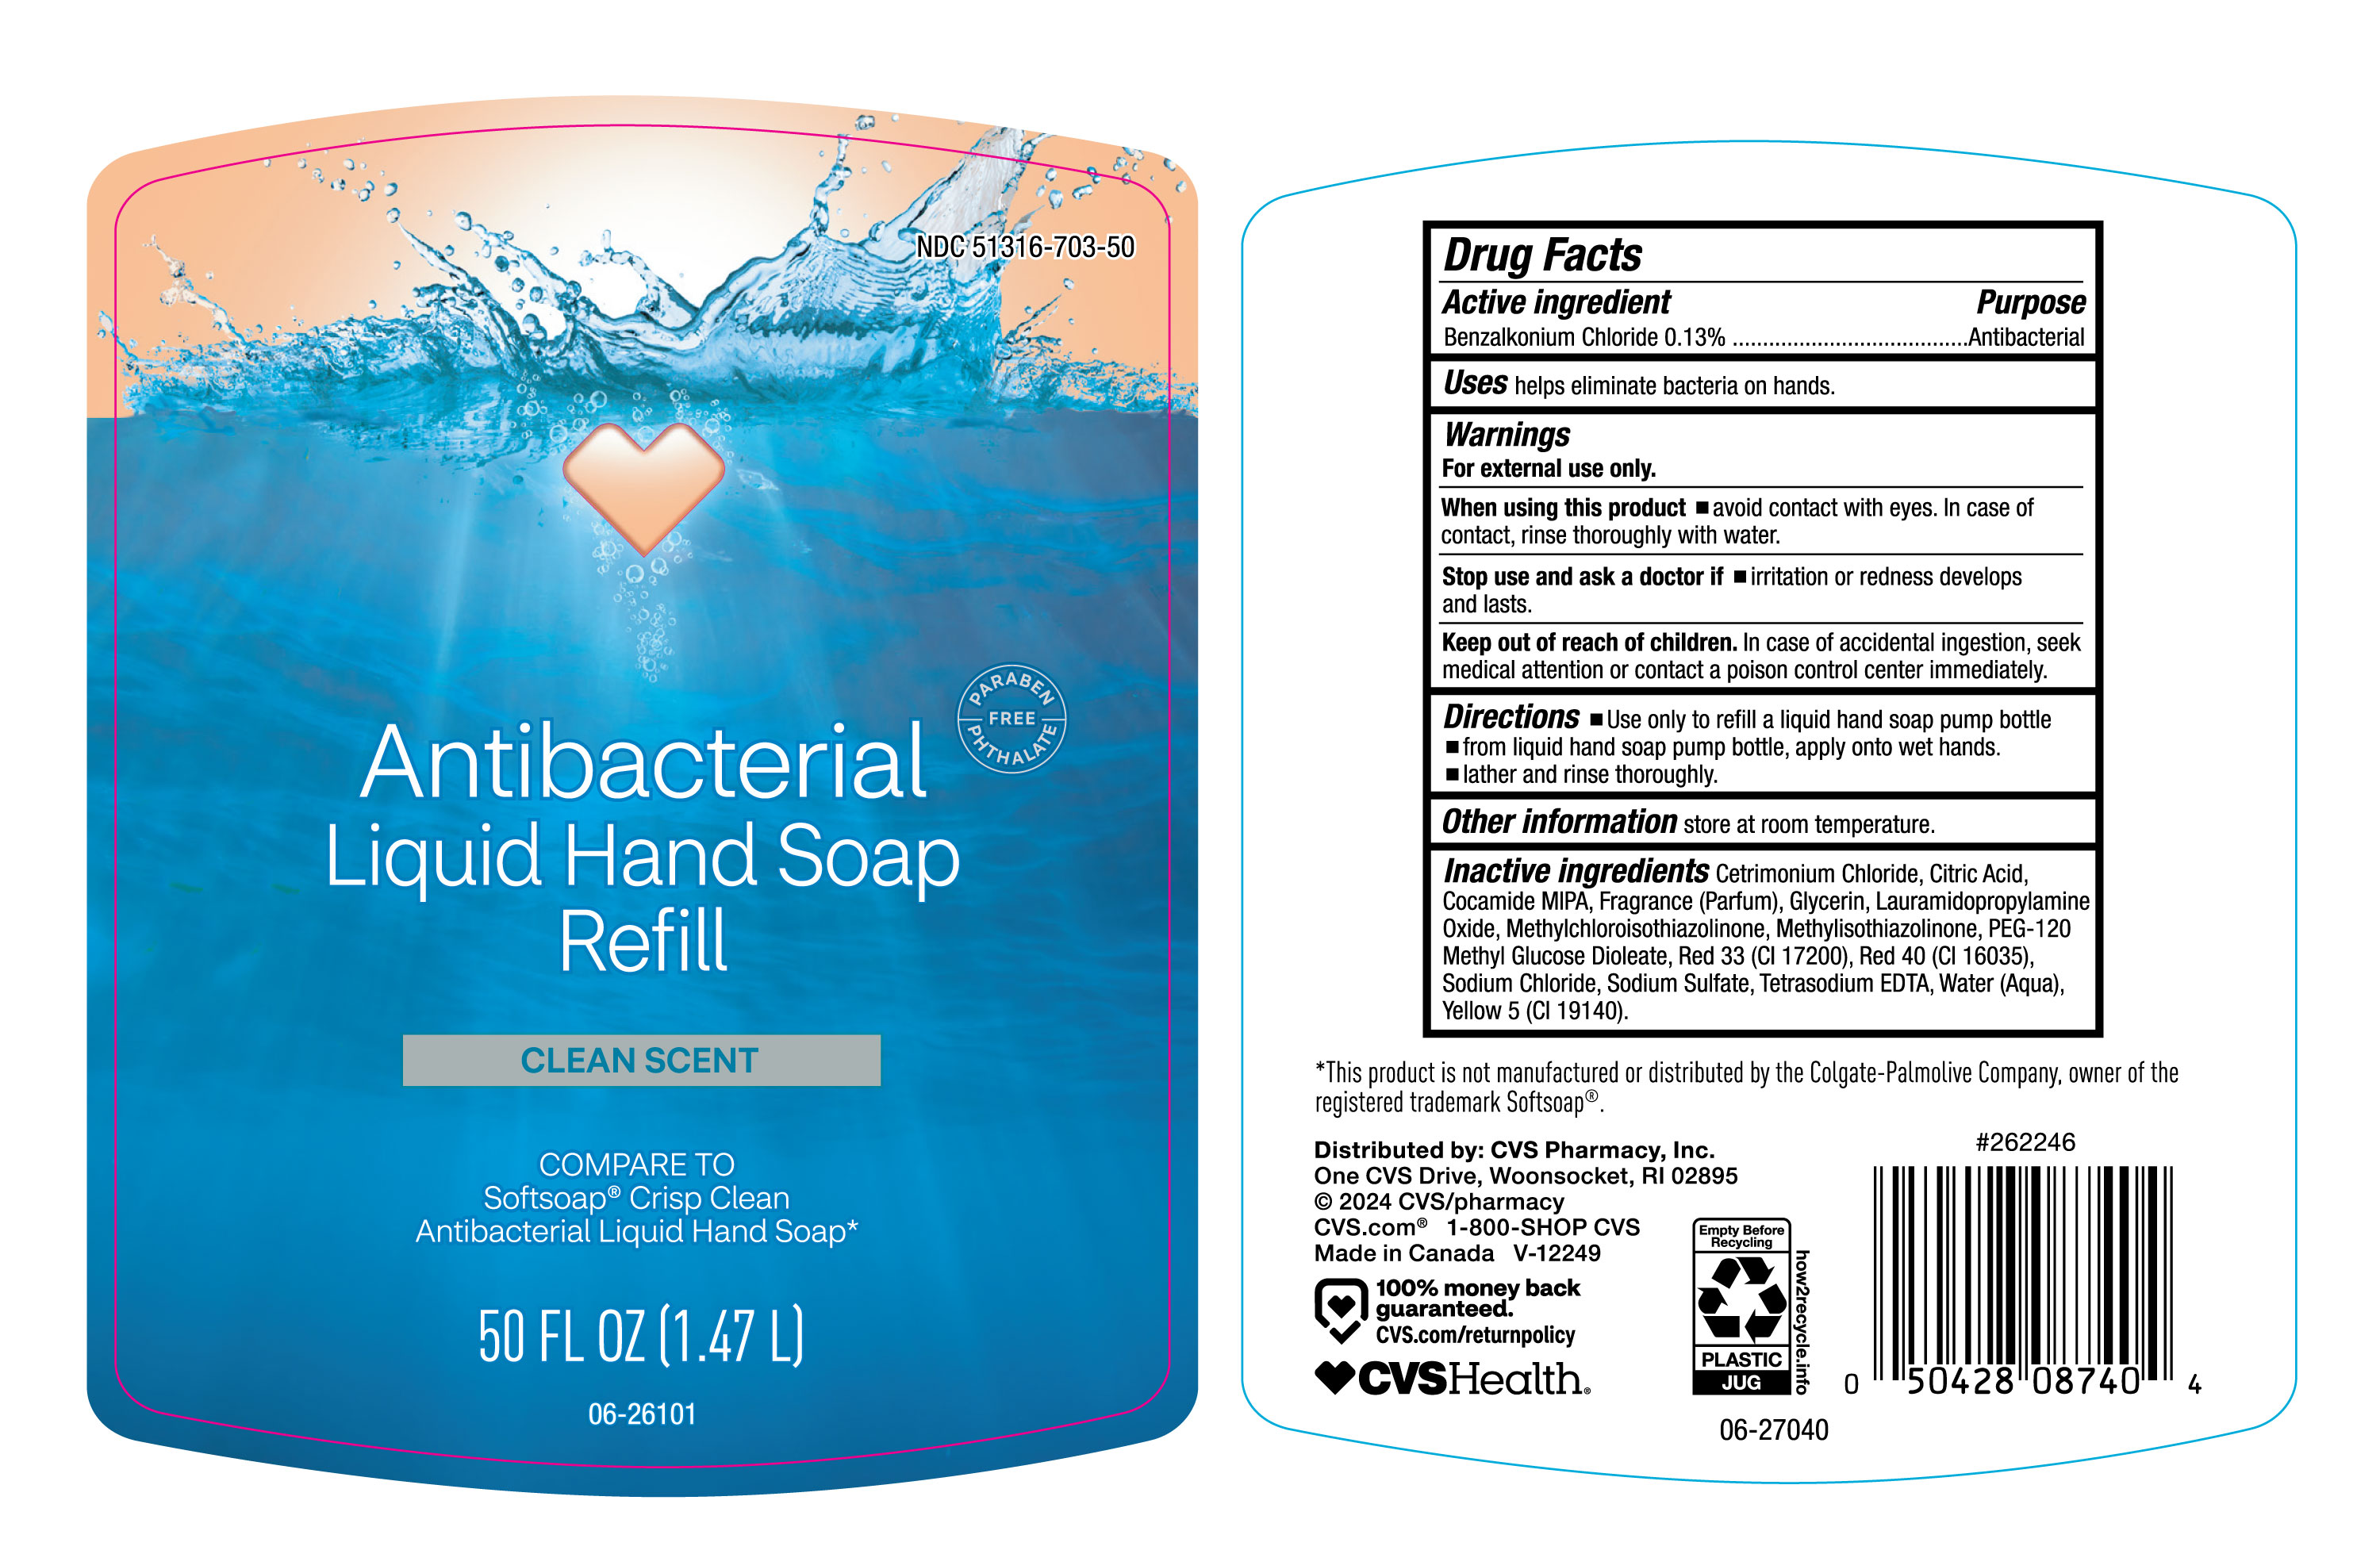 NDC 51316-703-50
PARABEN
FREE
PHTHALATE
Antibacterial
Liquid Hand Soap
Refill
CLEAN SCENT
COMPARE TO
Softsoap® Crisp Clean
Antibacterial Liquid Hand Soap*
50 FL OZ (1.47 L)
06-26101
Drug Facts
Active ingredient Purpose
Benzalkonium Chloride 0.13% .......................................Antibacterial
Uses helps eliminate bacteria on hands.
Warnings
For external use only.
When using this product ■ avoid contact with eyes. In case of
contact, rinse thoroughly with water.
Stop use and ask a doctor if ■ irritation or redness develops
and lasts.
Keep out of reach of children. In case of accidental ingestion, seek
medical attention or contact a poison control center immediately.
Directions ■ Use only to refill a liquid hand soap pump bottle
■ from liquid hand soap pump bottle, apply onto wet hands.
■ lather and rinse thoroughly.
Other information store at room temperature.
Inactive ingredients Cetrimonium Chloride, Citric Acid,
Cocamide MIPA, Fragrance (Parfum), Glycerin, Lauramidopropylamine
Oxide, Methylchloroisothiazolinone, Methylisothiazolinone, PEG-120
Methyl Glucose Dioleate, Red 33 (CI 17200), Red 40 (CI 16035),
Sodium Chloride, Sodium Sulfate, Tetrasodium EDTA, Water (Aqua),
Yellow 5 (CI 19140).
*This product is not manufactured or distributed by the Colgate-Palmolive Company, owner of the
registered trademark Softsoap®.
Distributed by: CVS Pharmacy, Inc.
One CVS Drive, Woonsocket, RI 02895
© 2024 CVS/pharmacy
CVS.com® 1-800-SHOP CVS
Made in Canada V-12249
100% money back
guaranteed.
CVS.com/returnpolicy
CVSHealth®
Empty Before
Recycling
PLASTIC
JUG
how2recycle.info
#262246
0 50428 08740 4
06-27040